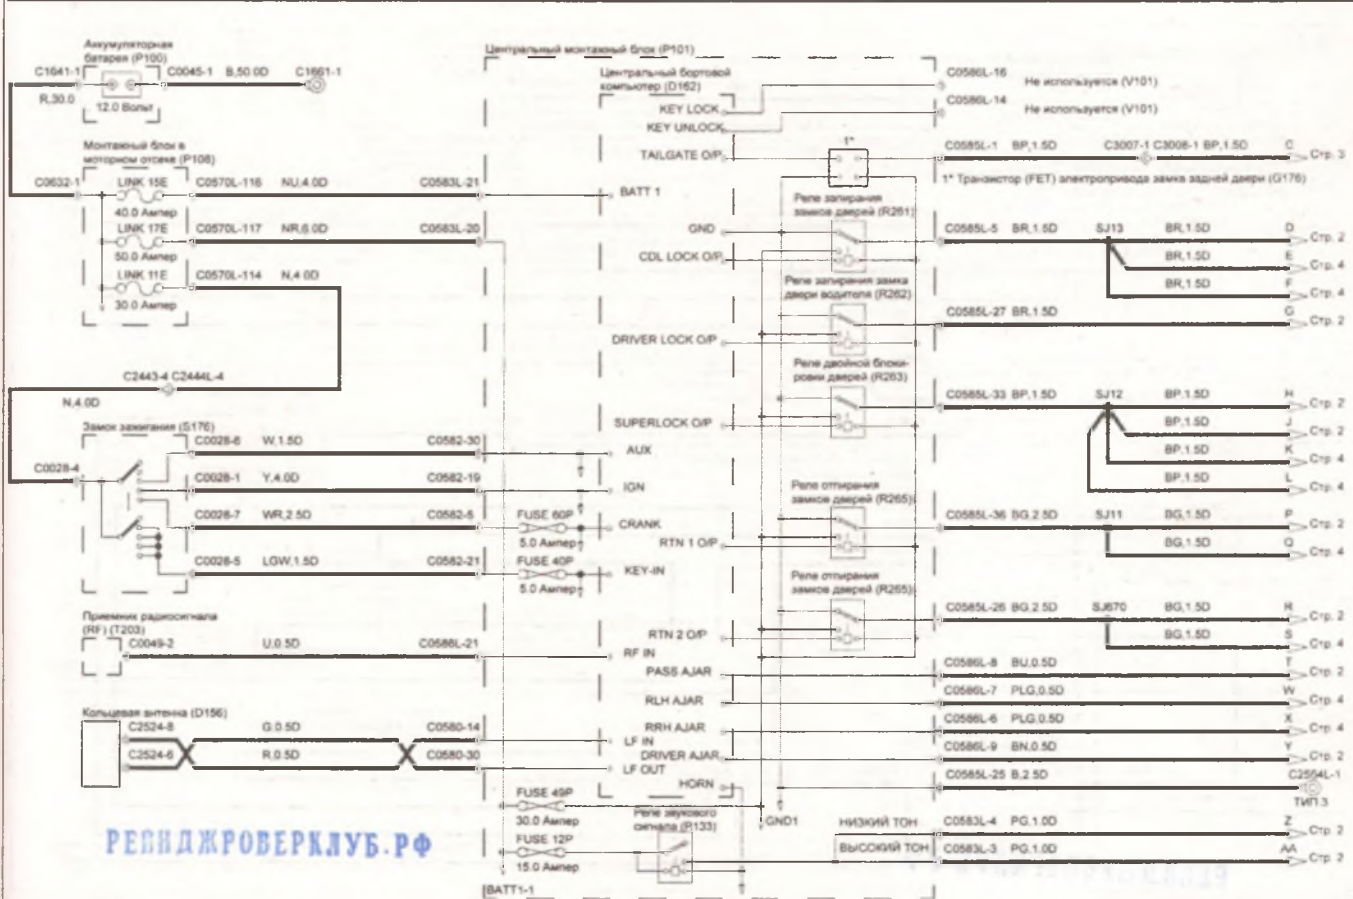 Аккумуляторная
батарея (P100)
C1641-1
C0045-1 B,50.0D C1661-1
R,30.0
12.0 Вольт
Монтажный блок в
моторном отсеке (P108)
C0632-1
LINK 15E
C0570L-116 NU,4.0D
C0583L-21
40.0 Ампер
LINK 17E
C0570L-117 NR,6.0D
C0583L-20
50.0 Ампер
LINK 11E
C0570L-114 N,4.0D
30.0 Ампер
C2443-4 C2444L-4
N,4.0D
Замок зажигания (S176)
C0028-4
C0028-6 W,1.5D C0582-30
C0028-1 Y,4.0D C0582-19
C0028-7 WR,2.5D C0582-5
C0028-5 LGW,1.5D C0582-21
Приемник радиосигнала
(RF) (T203)
C0049-2 U,0.5D C0586L-21
Кольцевая антенна (D156)
C2524-8 G,0.5D C0580-14
C2524-6 R,0.5D C0580-30
РЕНДЖРОВЕРКЛУБ.РФ
Центральный монтажный блок (P101)
Центральный бортовой
компьютер (D162)
KEY LOCK
KEY UNLOCK
TAILGATE O/P
BATT 1
GND
CDL LOCK O/P
DRIVER LOCK O/P
SUPERLOCK O/P
AUX
IGN
FUSE 60P
CRANK
5.0 Ампер
RTN 1 O/P
FUSE 40P
KEY-IN
5.0 Ампер
RTN 2 O/P
RF IN
PASS AJAR
RLH AJAR
RRH AJAR
LF IN
DRIVER AJAR
LF OUT
HORN
FUSE 49P
30.0 Ампер
FUSE 12P
15.0 Ампер
Реле звукового
сигнала (R133)
BATT1-1
GND1
1*
Реле запирания
замков дверей (R261)
Реле запирания замка
двери водителя (R262)
Реле двойной блоки-
ровки дверей (R263)
Реле отпирания
замков дверей (R265)
Реле отпирания
замков дверей (R265)
НИЗКИЙ ТОН
ВЫСОКИЙ ТОН
C0586L-16 Не используется (V101)
C0586L-14 Не используется (V101)
C0585L-1 BP,1.5D C3007-1 C3008-1 BP,1.5D C Стр. 3
1* Транзистор (FET) электропривода замка задней двери (G176)
C0585L-5 BR,1.5D SJ13 BR,1.5D D Стр. 2
BR,1.5D E Стр. 4
BR,1.5D F Стр. 4
C0585L-27 BR,1.5D G Стр. 2
C0585L-33 BP,1.5D SJ12 BP,1.5D H Стр. 2
BP,1.5D J Стр. 2
BP,1.5D K Стр. 4
BP,1.5D L Стр. 4
C0585L-36 BG,2.5D SJ11 BG,1.5D P Стр. 2
BG,1.5D Q Стр. 4
C0585L-26 BG,2.5D SJ670 BG,1.5D R Стр. 2
BG,1.5D S Стр. 4
C0586L-8 BU,0.5D T Стр. 2
C0586L-7 PLG,0.5D W Стр. 4
C0586L-6 PLG,0.5D X Стр. 4
C0586L-9 BN,0.5D Y Стр. 2
C0585L-25 B,2.5D C2564L-1
ТИП 3
C0583L-4 PG,1.0D Z Стр. 2
C0583L-3 PG,1.0D AA Стр. 2